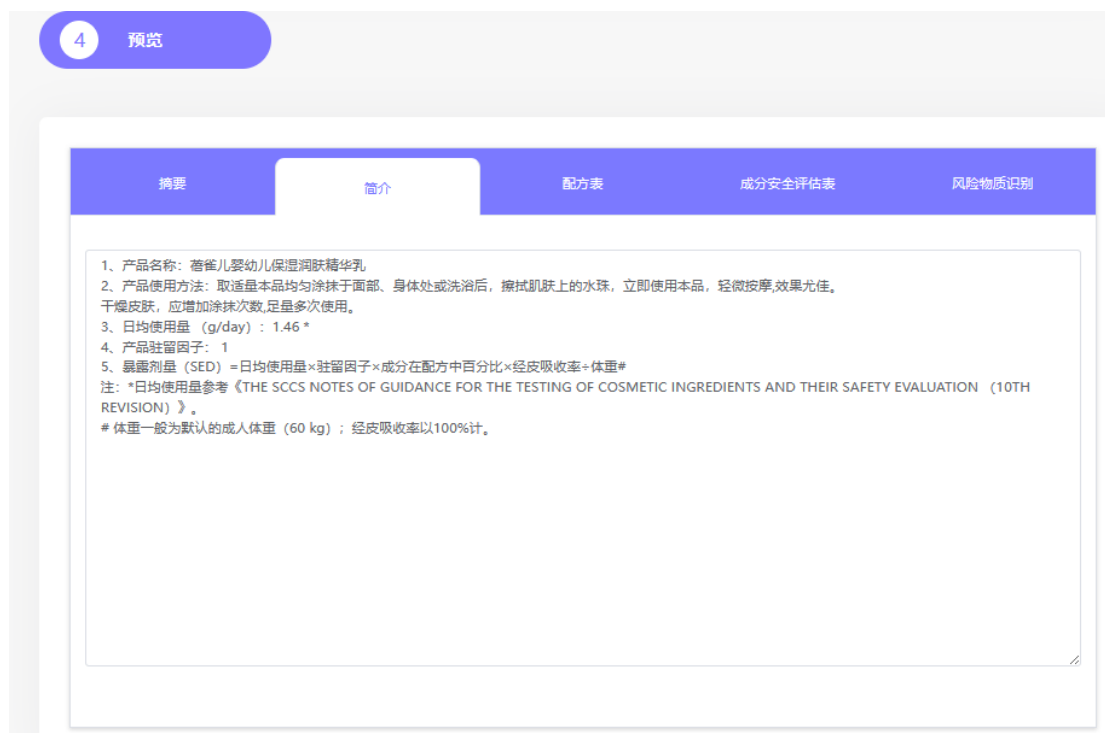 4 预览
摘要 简介 配方表 成分安全评估表 风险物质识别
1、产品名称：蓓雀儿婴幼儿保湿润肤精华乳
2、产品使用方法：取适量本品均匀涂抹于面部、身体处或洗浴后，擦拭肌肤上的水珠，立即使用本品，轻微按摩,效果尤佳。
干燥皮肤，应增加涂抹次数,足量多次使用。
3、日均使用量 （g/day）：1.46 *
4、产品驻留因子： 1
5、暴露剂量（SED）=日均使用量×驻留因子×成分在配方中百分比×经皮吸收率÷体重#
注：*日均使用量参考《THE SCCS NOTES OF GUIDANCE FOR THE TESTING OF COSMETIC INGREDIENTS AND THEIR SAFETY EVALUATION （10TH
REVISION）》。
# 体重一般为默认的成人体重（60 kg）；经皮吸收率以100%计。